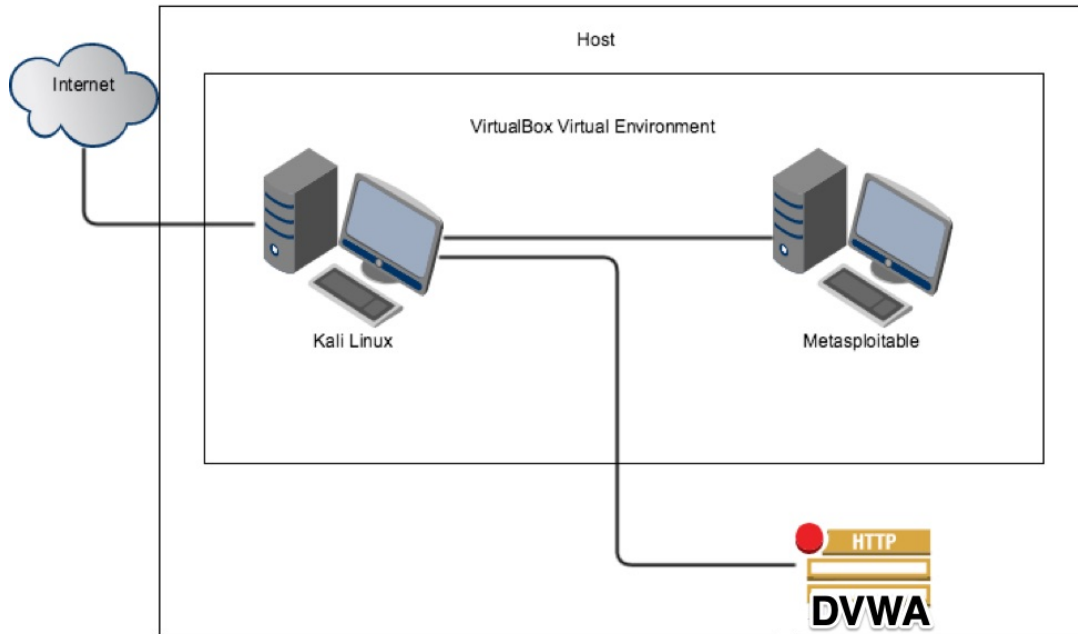 Host
Internet
VirtualBox Virtual Environment
Kali Linux
Metasploitable
HTTP
DVWA